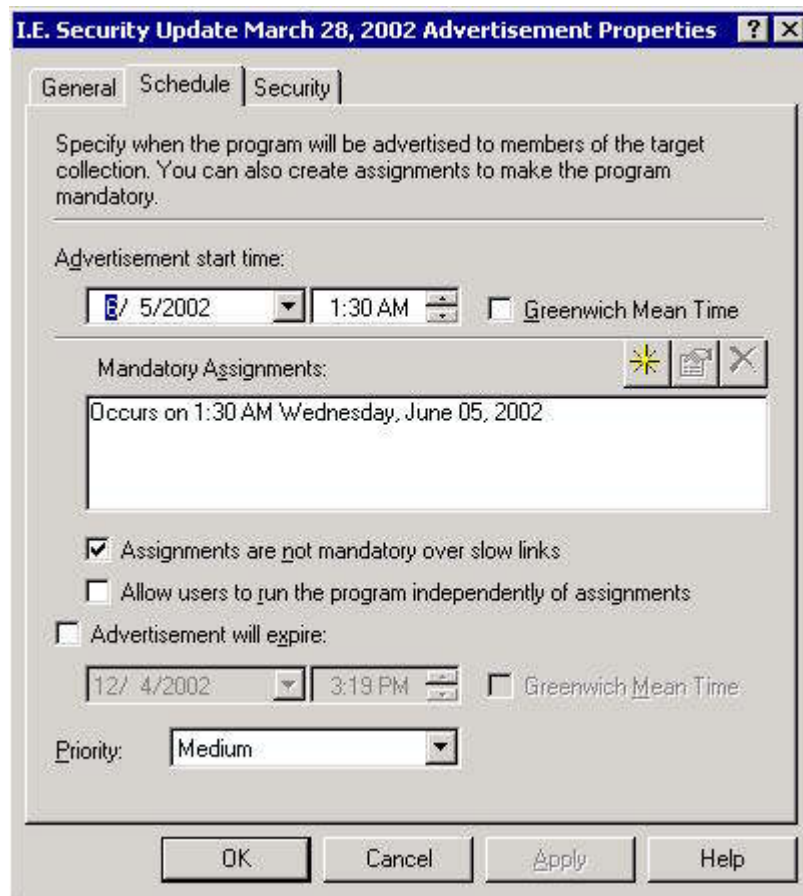 I.E. Security Update March 28, 2002 Advertisement Properties
General Schedule Security
Specify when the program will be advertised to members of the target
collection. You can also create assignments to make the program
mandatory.
Advertisement start time:
6/ 5/2002 1:30 AM Greenwich Mean Time
Mandatory Assignments:
Occurs on 1:30 AM Wednesday, June 05, 2002
Assignments are not mandatory over slow links
Allow users to run the program independently of assignments
Advertisement will expire:
12/ 4/2002 3:19 PM Greenwich Mean Time
Priority: Medium
OK Cancel Apply Help